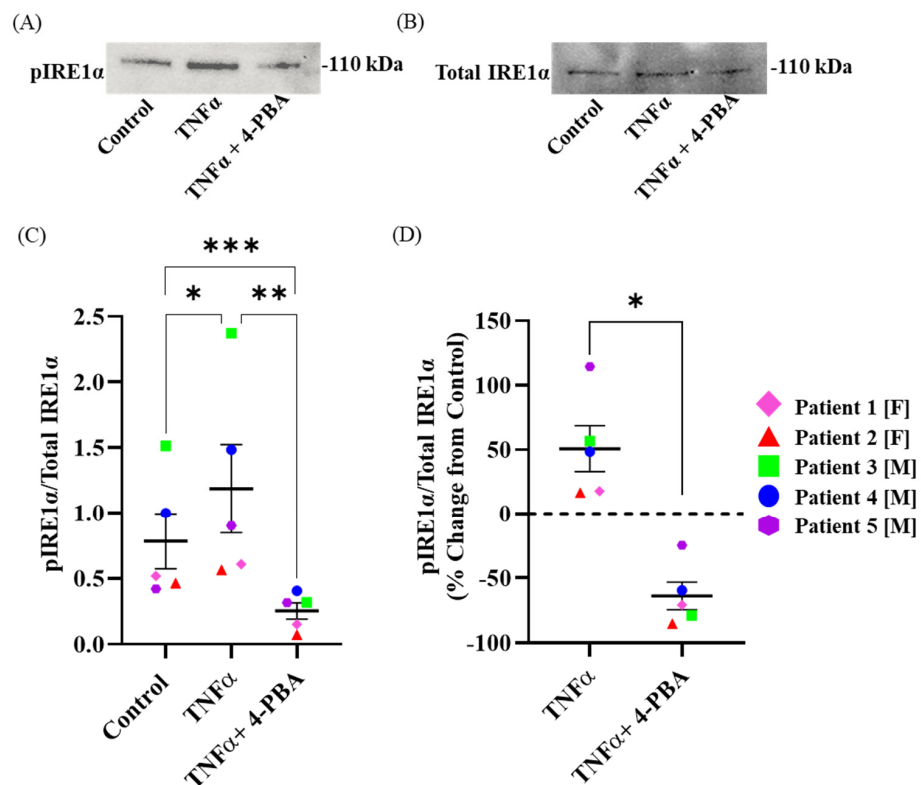 (A)
(B)
pIRE1α
-110 kDa
Total IRE1α
-110 kDa
Control
TNFα
TNFα + 4-PBA
Control
TNFα
TNFα + 4-PBA
(C)
(D)
***
*
**
pIRE1α/Total IRE1α
2.5
2.0
1.5
1.0
0.5
0.0
Control
TNFα
TNFα+ 4-PBA
*
pIRE1α/Total IRE1α
(% Change from Control)
150
100
50
0
-50
-100
TNFα
TNFα+ 4-PBA
Patient 1 [F]
Patient 2 [F]
Patient 3 [M]
Patient 4 [M]
Patient 5 [M]